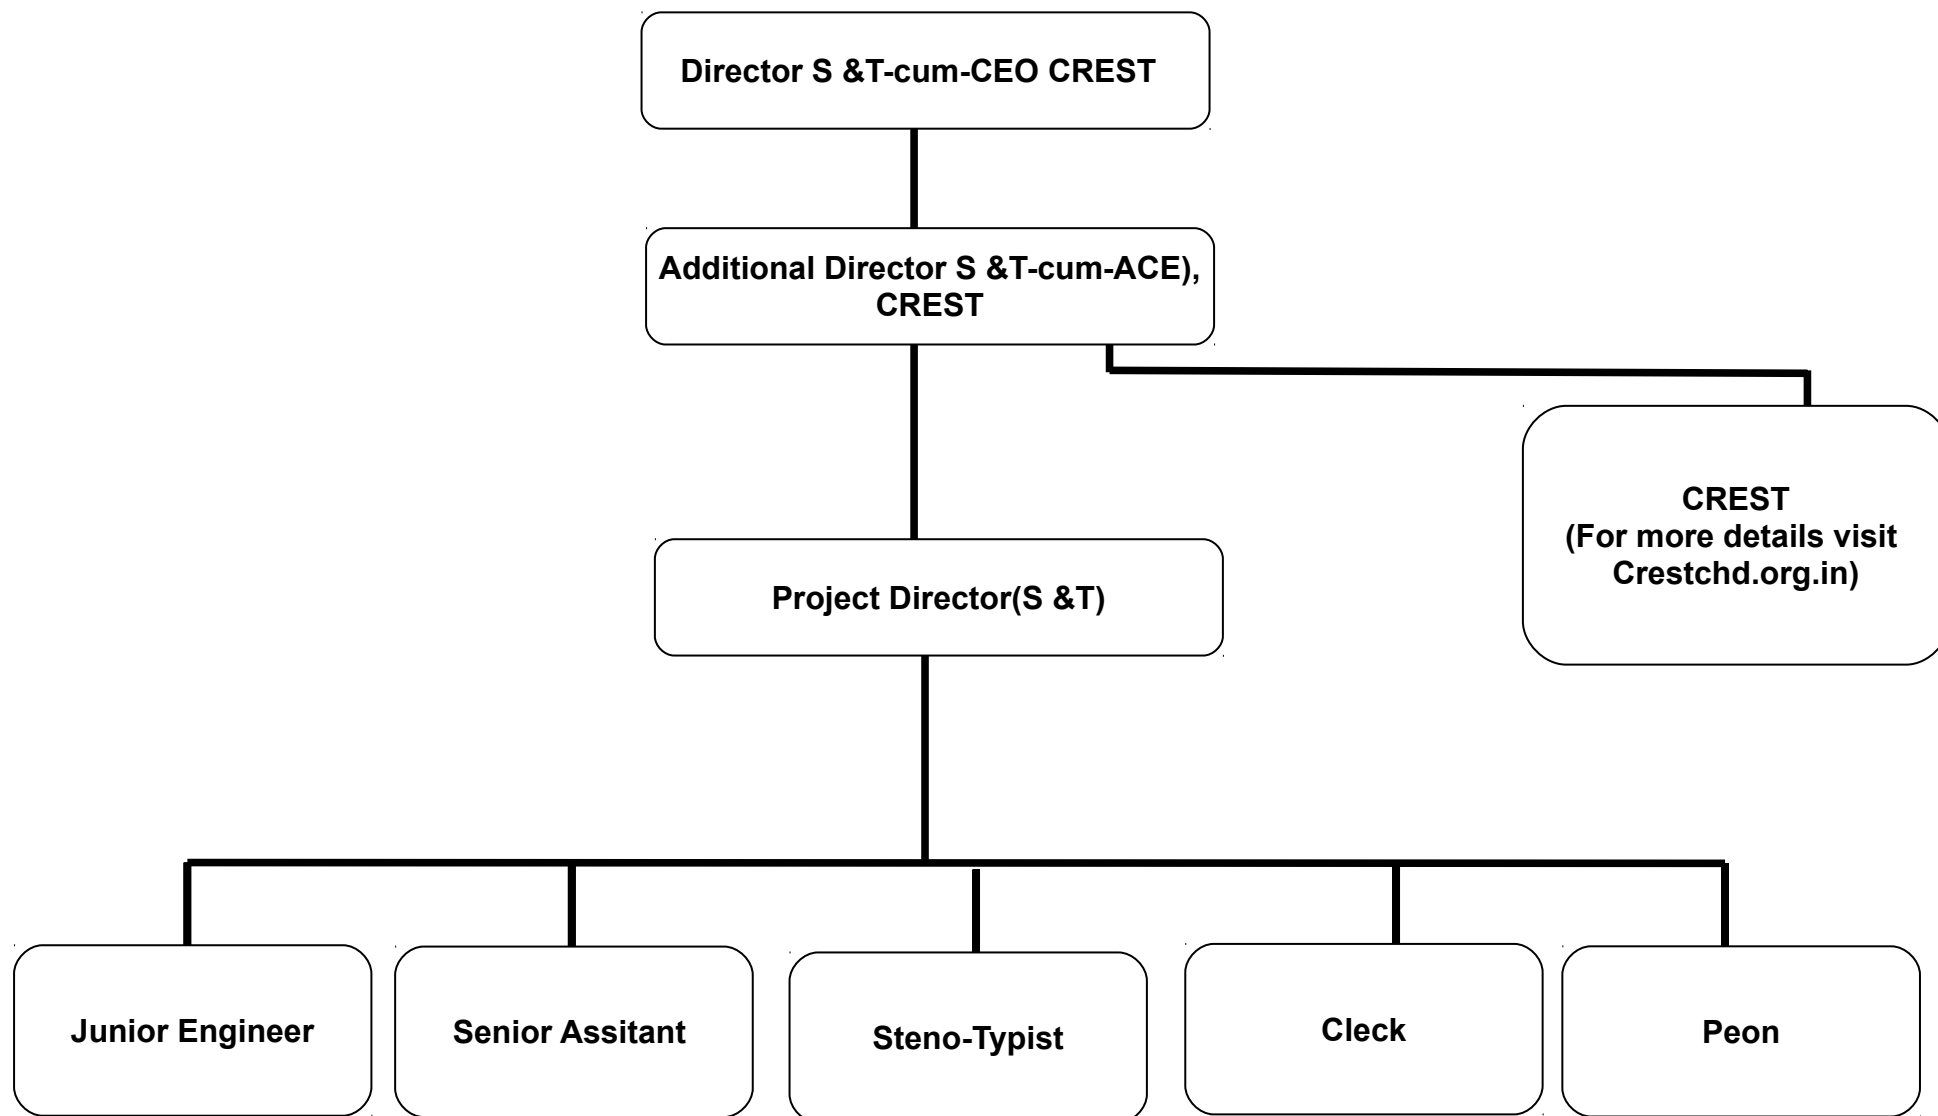 Director S &T-cum-CEO CREST
Additional Director S &T-cum-ACE),
CREST
CREST
(For more details visit
Crestchd.org.in)
Project Director(S &T)
Junior Engineer
Senior Assitant
Steno-Typist
Cleck
Peon